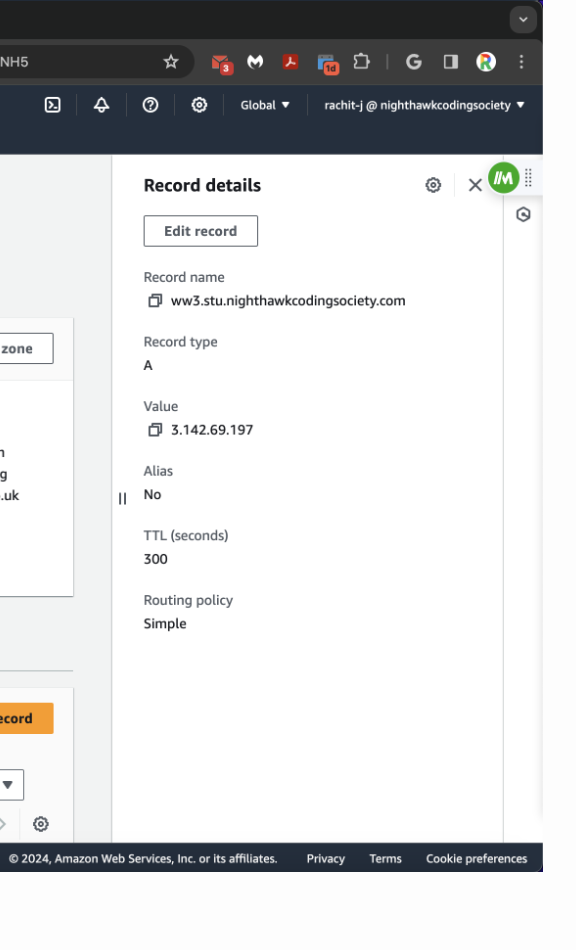 NH5
3
1d
G
R
Global ▼
rachit-j @ nighthawkcodingsociety ▼
Record details
Edit record
Record name
ww3.stu.nighthawkcodingsociety.com
zone
Record type
A
Value
3.142.69.197
n
g
.uk
Alias
No
TTL (seconds)
300
Routing policy
Simple
ecord
© 2024, Amazon Web Services, Inc. or its affiliates. Privacy Terms Cookie preferences